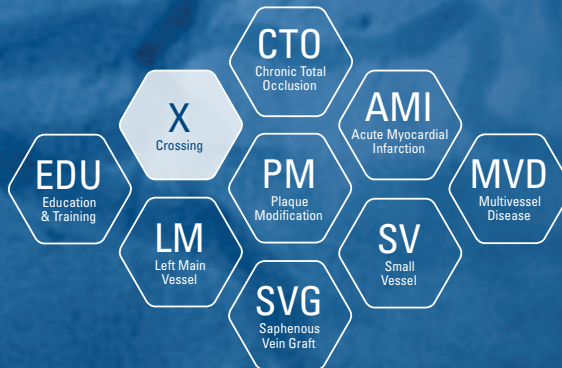 CTO
Chronic Total
Occlusion
X
Crossing
AMI
Acute Myocardial
Infarction
EDU
Education
& Training
PM
Plaque
Modification
MVD
Multivessel
Disease
LM
Left Main
Vessel
SV
Small
Vessel
SVG
Saphenous
Vein Graft